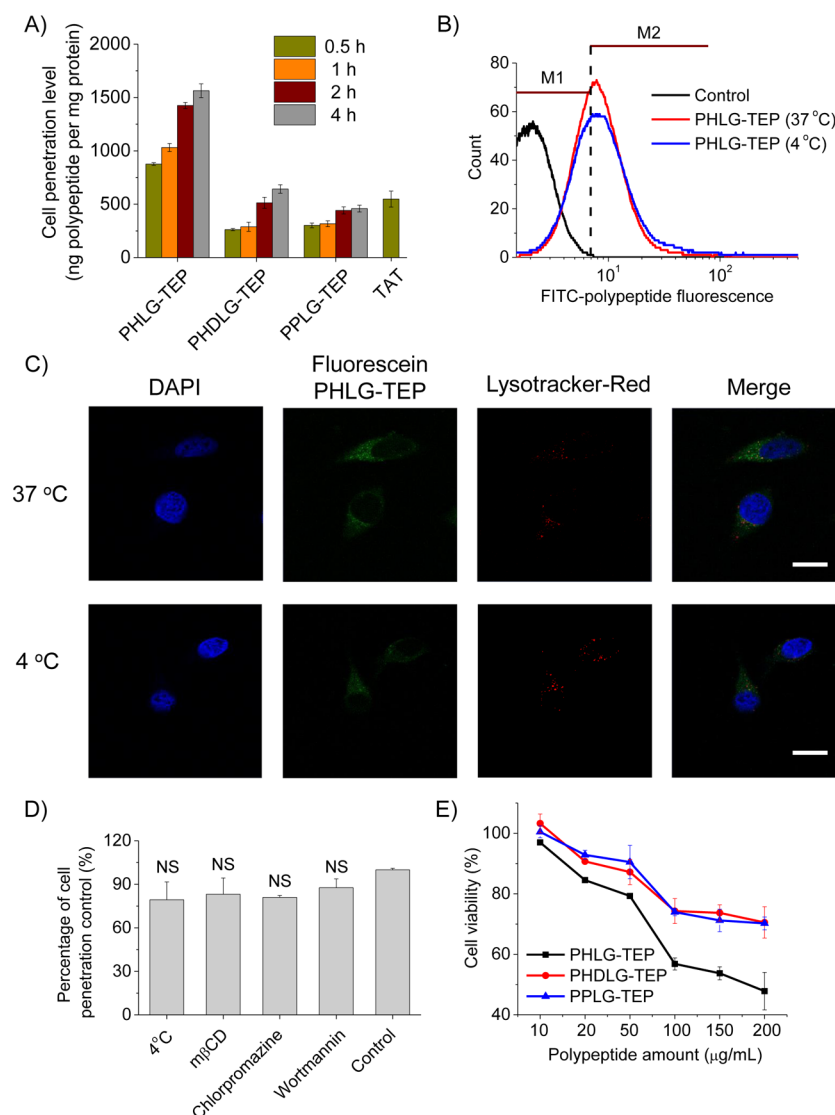 A)
Cell penetration level
(ng polypeptide per mg protein)
2000
1500
1000
500
0
0.5 h
1 h
2 h
4 h
PHLG-TEP
PHDLG-TEP
PPLG-TEP
TAT
B)
M2
M1
Count
80
60
40
20
0
Control
PHLG-TEP (37 °C)
PHLG-TEP (4 °C)
10¹
10²
FITC-polypeptide fluorescence
C)
DAPI
Fluorescein
PHLG-TEP
Lysotracker-Red
Merge
37 °C
4 °C
D)
Percentage of cell
penetration control (%)
120
90
60
30
0
NS
NS
NS
NS
4°C
mβCD
Chlorpromazine
Wortmannin
Control
E)
Cell viability (%)
100
80
60
40
PHLG-TEP
PHDLG-TEP
PPLG-TEP
10
20
50
100
150
200
Polypeptide amount (μg/mL)